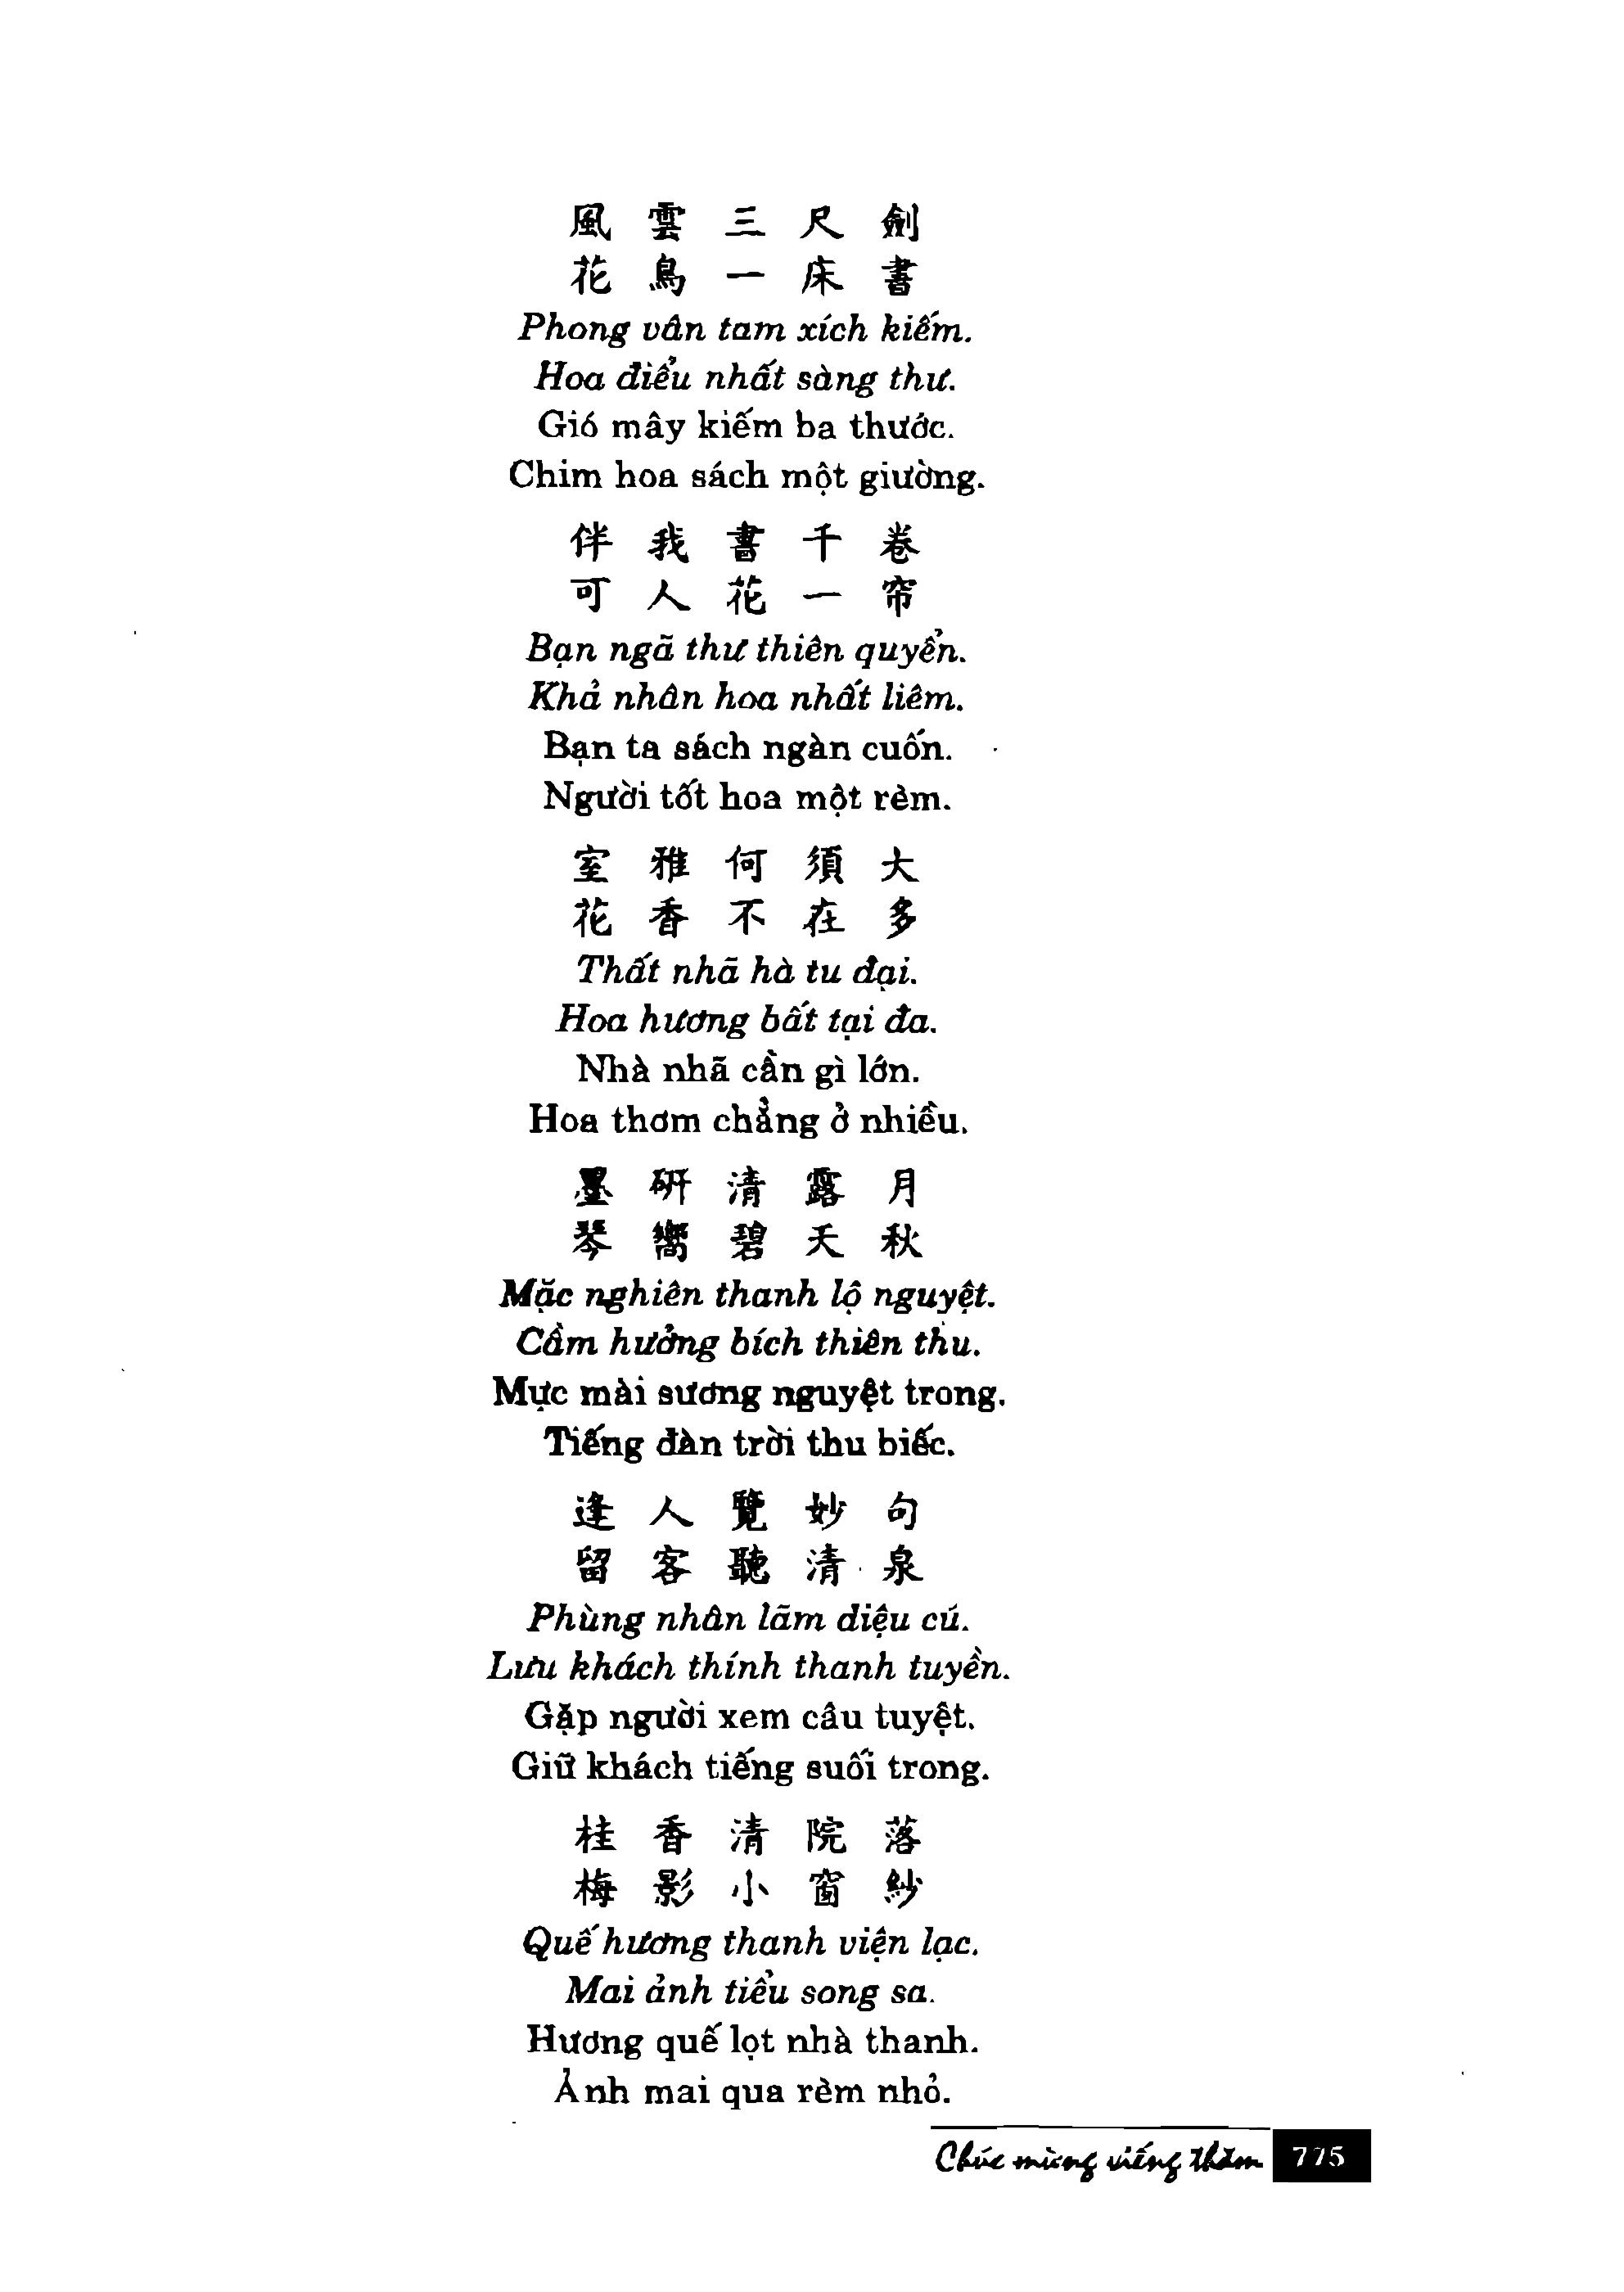 風雲三尺劍
花鳥一床書
Phong vân tam xích kiếm.
Hoa điểu nhất sàng thư.
Gió mây kiếm ba thước.
Chim hoa sách một giường.
伴我書千卷
可人花一帘
Bạn ngã thư thiên quyển.
Khả nhân hoa nhất liêm.
Bạn ta sách ngàn cuốn.
Người tốt hoa một rèm.
室雅何須大
花香不在多
Thất nhã hà tu đại.
Hoa hương bất tại đa.
Nhà nhã cần gì lớn.
Hoa thơm chẳng ở nhiều.
墨研清露月
琴嚮碧天秋
Mặc nghiên thanh lộ nguyệt.
Cầm hưởng bích thiên thu.
Mực mài sương nguyệt trong.
Tiếng đàn trời thu biếc.
逢人覽妙句
留客聽清泉
Phùng nhân lãm diệu cú.
Lưu khách thính thanh tuyền.
Gặp người xem câu tuyệt.
Giữ khách tiếng suối trong.
桂香清院落
梅影小窗紗
Quế hương thanh viện lạc.
Mai ảnh tiểu song sa.
Hương quế lọt nhà thanh.
Ảnh mai qua rèm nhỏ.
Chúc mừng viếng thăm 775